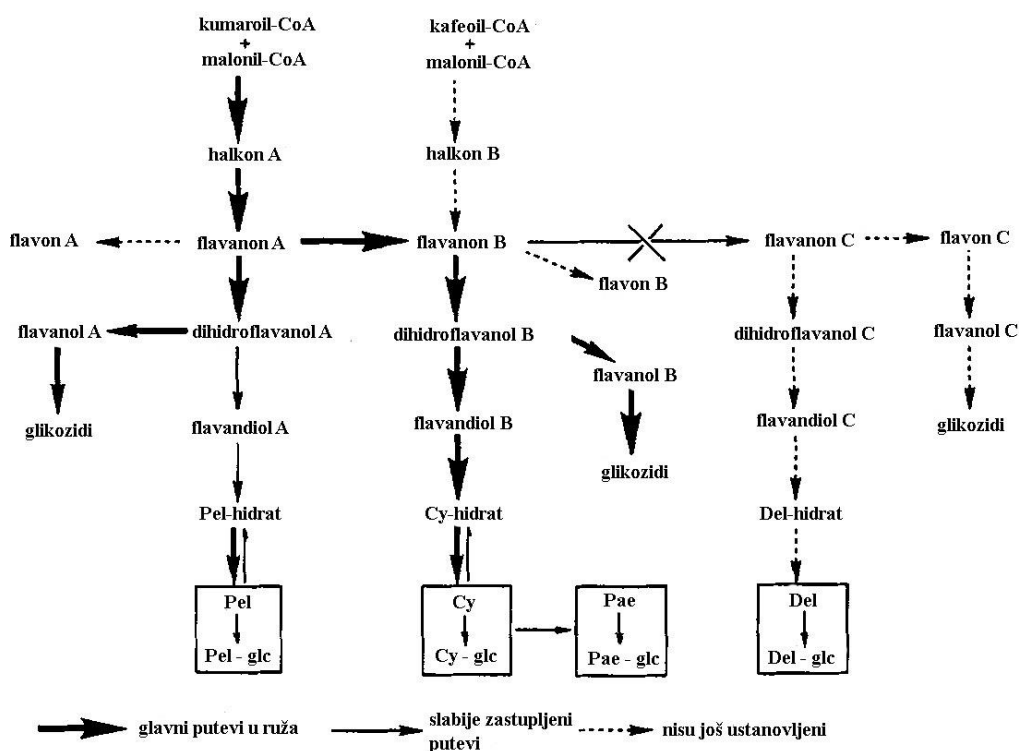 kumaroil-CoA
+
malonil-CoA
kafeoil-CoA
+
malonil-CoA
halkon A
halkon B
flavon A
flavanon A
flavanon B
flavanon C
flavon C
flavon B
flavanol A
dihidroflavanol A
dihidroflavanol B
flavanol B
dihidroflavanol C
flavanol C
glikozidi
flavandiol A
flavandiol B
glikozidi
flavandiol C
glikozidi
Pel-hidrat
Cy-hidrat
Del-hidrat
Pel
Pel - glc
Cy
Cy - glc
Pae
Pae - glc
Del
Del - glc
glavni putevi u ruža
slabije zastupljeni
putevi
nisu još ustanovljeni